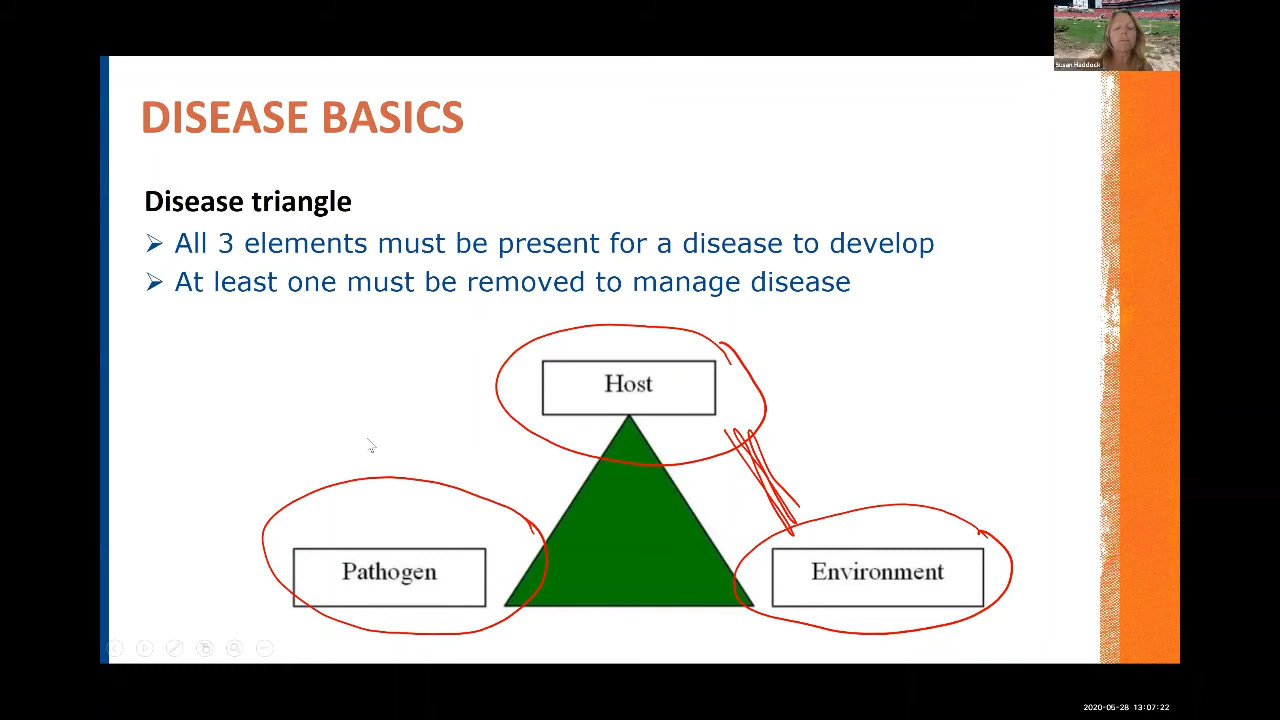 Susan Haddock
DISEASE BASICS
Disease triangle
➢ All 3 elements must be present for a disease to develop
➢ At least one must be removed to manage disease
Host
Pathogen
Environment
2020-05-28 13:07:22